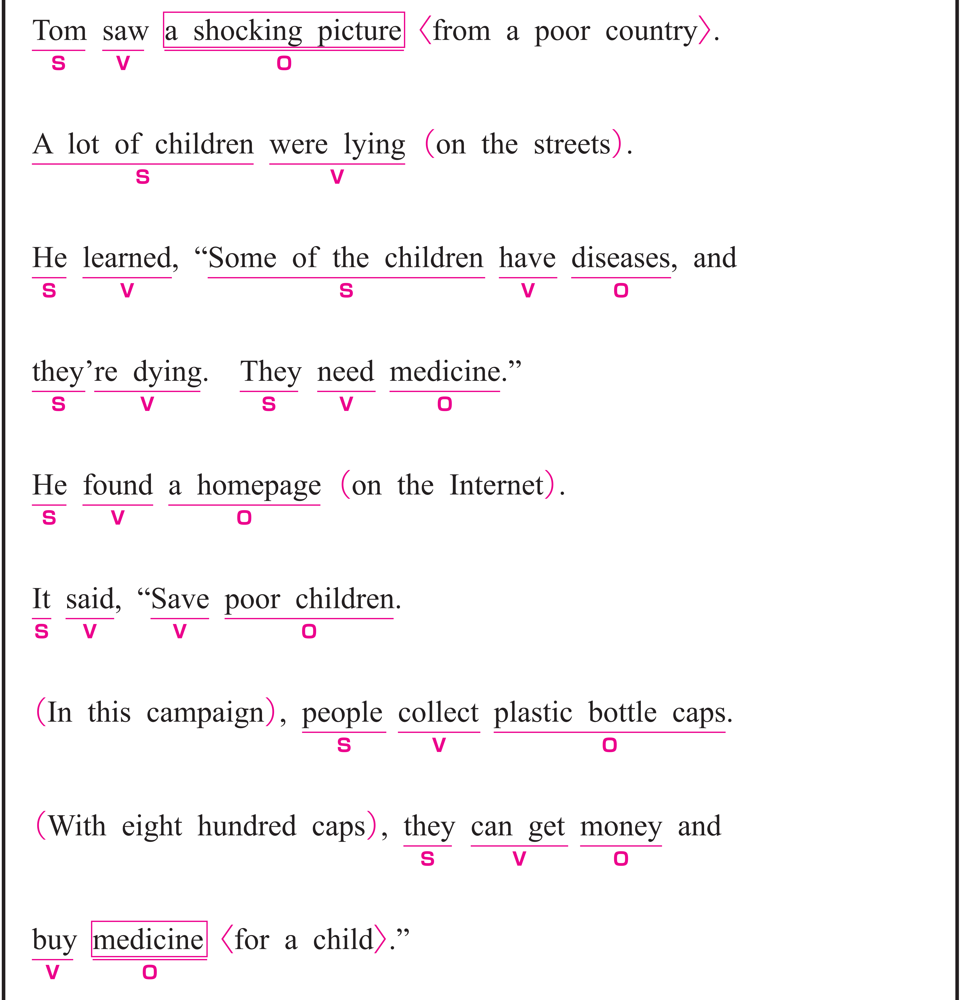 Tom saw a shocking picture 〈from a poor country〉.
S V O
A lot of children were lying (on the streets).
S V
He learned, “Some of the children have diseases, and
S V S V O
they’re dying. They need medicine.”
S V S V O
He found a homepage (on the Internet).
S V O
It said, “Save poor children.
S V V O
(In this campaign), people collect plastic bottle caps.
S V O
(With eight hundred caps), they can get money and
S V O
buy medicine 〈for a child〉.”
V O